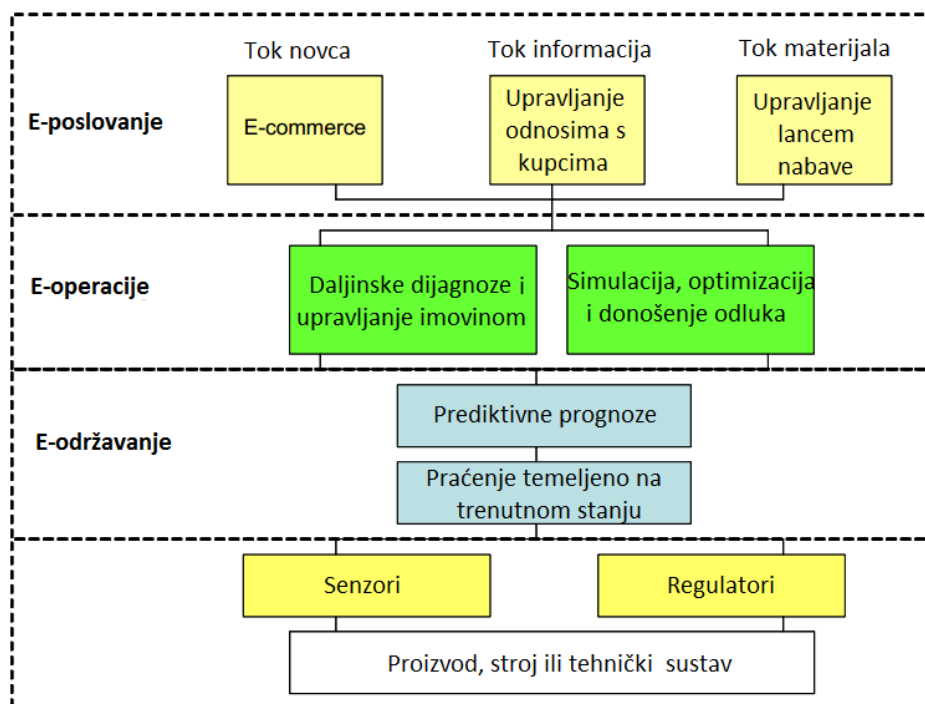 Tok novca
Tok informacija
Tok materijala
E-poslovanje
E-commerce
Upravljanje
odnosima s
kupcima
Upravljanje
lancem
nabave
E-operacije
Daljinske dijagnoze i
upravljanje imovinom
Simulacija, optimizacija
i donošenje odluka
E-održavanje
Prediktivne prognoze
Praćenje temeljeno na
trenutnom stanju
Senzori
Regulatori
Proizvod, stroj ili tehnički sustav